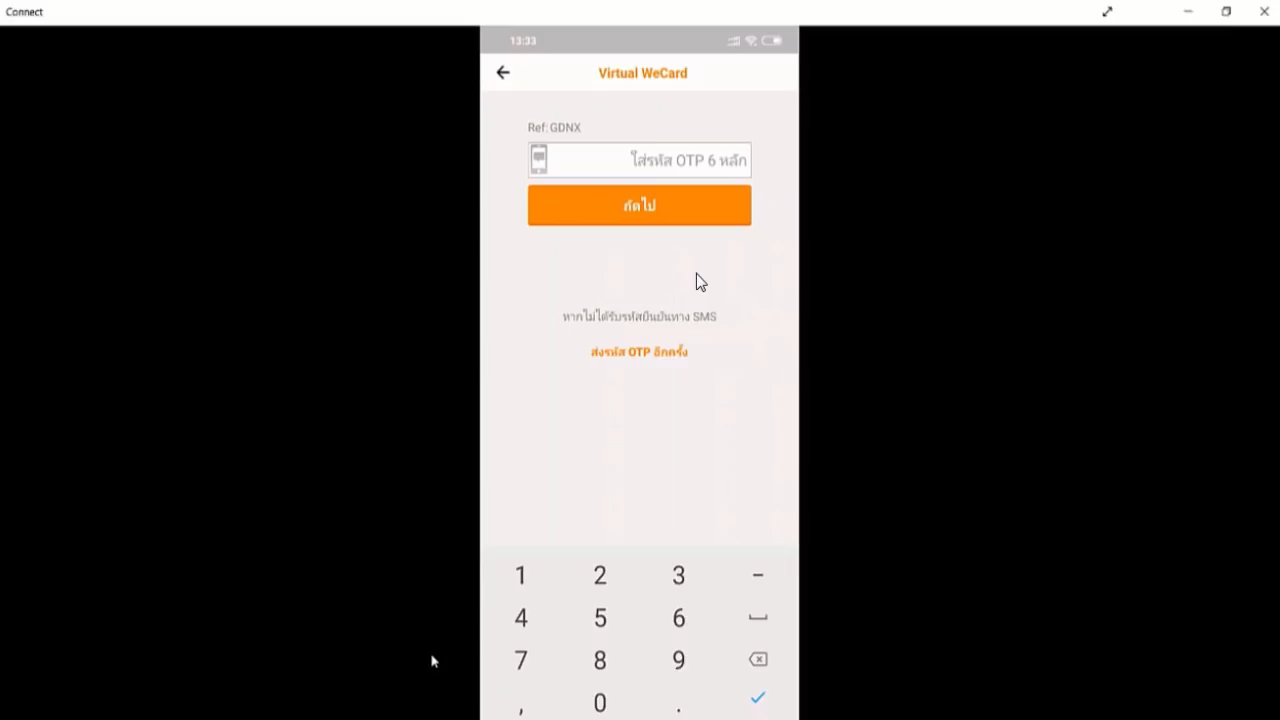 Connect
13:33
Virtual WeCard
Ref: GDNX
ใส่รหัส OTP 6 หลัก
ถัดไป
หากไม่ได้รับรหัสยืนยันทาง SMS
ส่งรหัส OTP อีกครั้ง
1 2 3 -
4 5 6
7 8 9
, 0 .